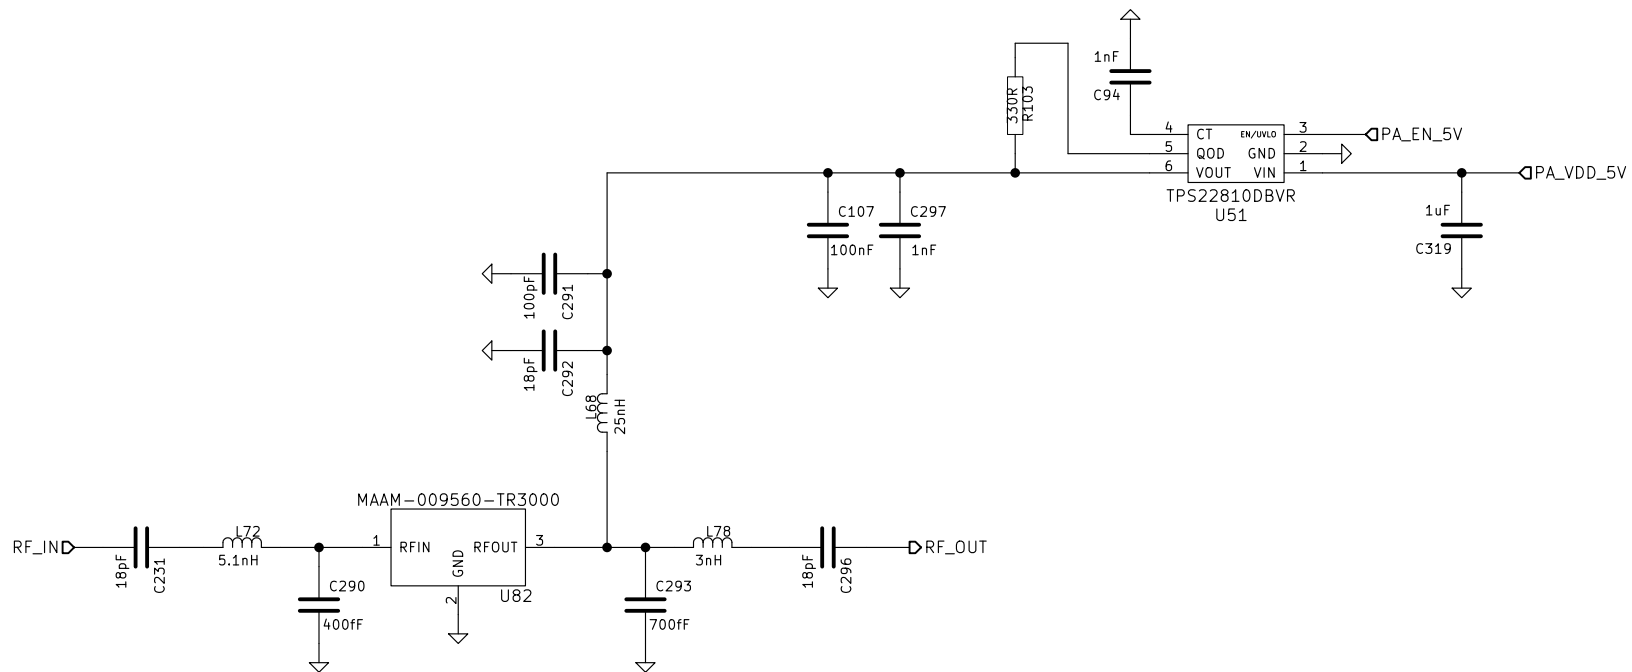 1nF
C94
330R
R103
4
CT
EN/UVLO
3
PA_EN_5V
5
QOD
GND
2
6
VOUT
VIN
1
PA_VDD_5V
TPS22810DBVR
U51
C107
100nF
C297
1nF
1uF
C319
100pF
C291
18pF
C292
L68
25nH
MAAM-009560-TR3000
RF_IN
18pF
C231
L72
5.1nH
1
RFIN
RFOUT
3
GND
2
U82
L78
3nH
18pF
C296
RF_OUT
C290
400fF
C293
700fF